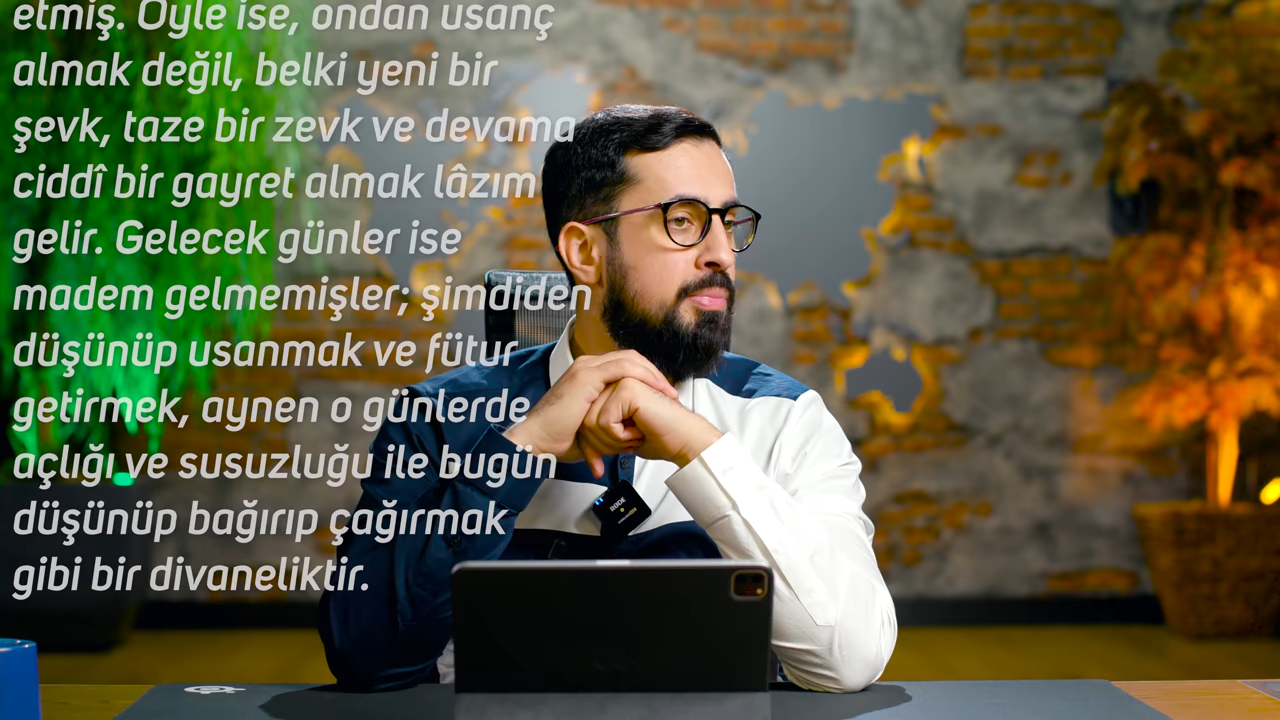 etmiş. Öyle ise, ondan usanç
almak değil, belki yeni bir
şevk, taze bir zevk ve devama
ciddî bir gayret almak lâzım
gelir. Gelecek günler ise
madem gelmemişler; şimdiden
düşünüp usanmak ve fütur
getirmek, aynen o günlerde
açlığı ve susuzluğu ile bugün
düşünüp bağırıp çağırmak
gibi bir divaneliktir.
RØDE